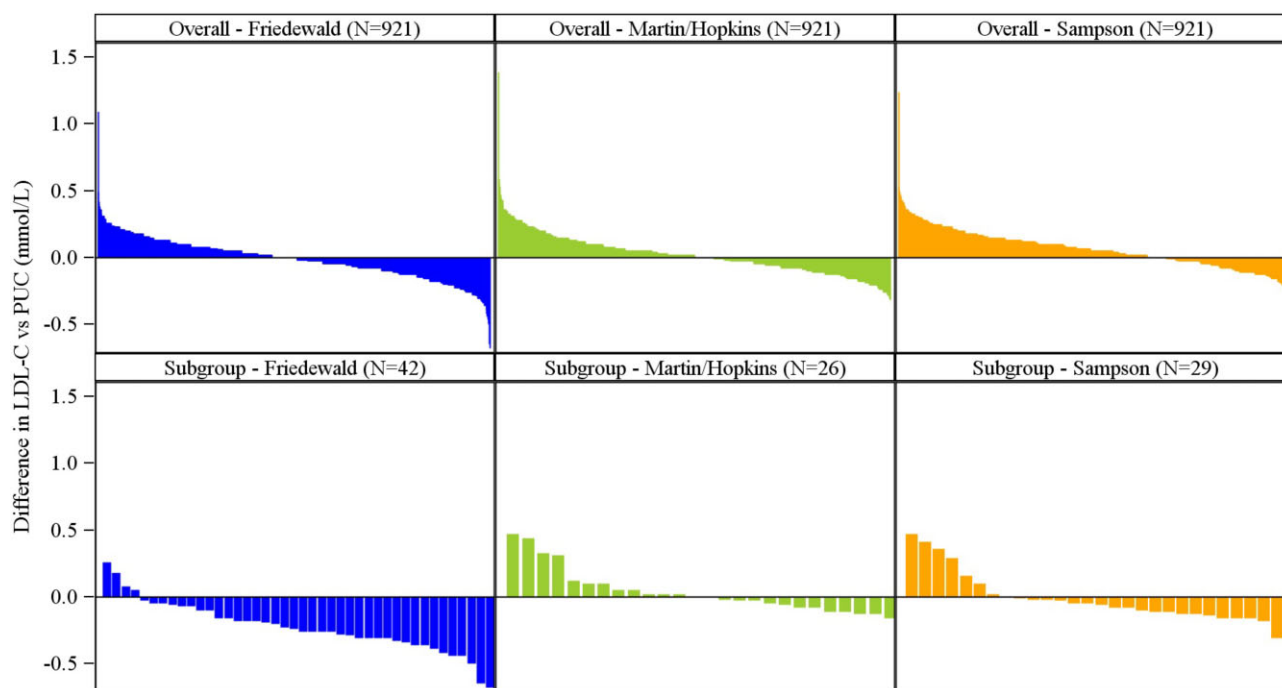 Overall - Friedewald (N=921)
Overall - Martin/Hopkins (N=921)
Overall - Sampson (N=921)
1.5
1.0
0.5
0.0
-0.5
Difference in LDL-C vs PUC (mmol/L)
Subgroup - Friedewald (N=42)
Subgroup - Martin/Hopkins (N=26)
Subgroup - Sampson (N=29)
1.5
1.0
0.5
0.0
-0.5